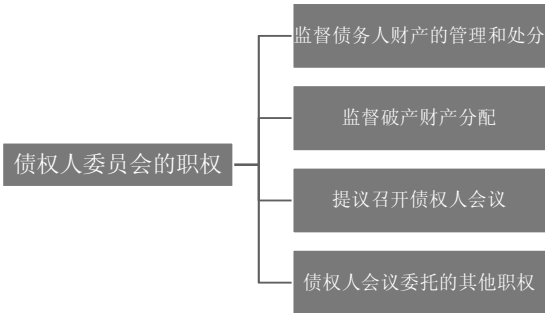 债权人委员会的职权
监督债务人财产的管理和处分
监督破产财产分配
提议召开债权人会议
债权人会议委托的其他职权